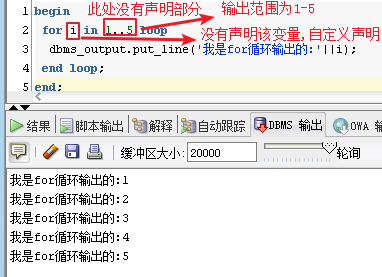 此处没有声明部分 输出范围为1-5
1 begin
2 for i in 1..5 loop
没有声明该变量,自定义声明
3 dbms_output.put_line('我是for循环输出的:'||i);
4 end loop;
5 end;
结果 脚本输出 解释 自动跟踪 DBMS 输出 OWA 输出
缓冲区大小: 20000 轮询
我是for循环输出的:1
我是for循环输出的:2
我是for循环输出的:3
我是for循环输出的:4
我是for循环输出的:5